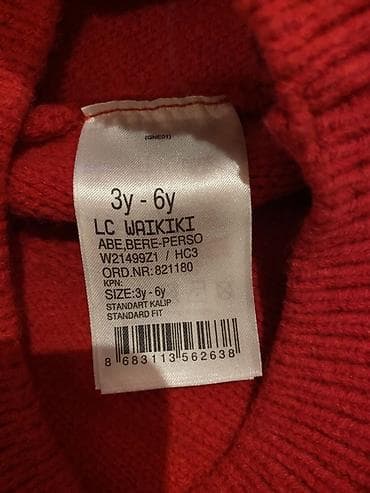 (GNE01)
3y - 6y
LC WAIKIKI
ABE,BERE-PERSO
W21499Z1 / HC3
ORD.NR:821180
KPN:
SIZE:3y - 6y
STANDART KALIP
STANDARD FIT
8 683113 562638